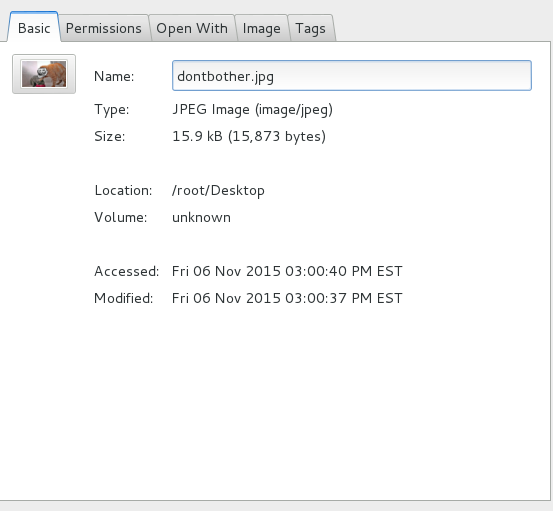 Basic Permissions Open With Image Tags
Name: dontbother.jpg
Type: JPEG Image (image/jpeg)
Size: 15.9 kB (15,873 bytes)
Location: /root/Desktop
Volume: unknown
Accessed: Fri 06 Nov 2015 03:00:40 PM EST
Modified: Fri 06 Nov 2015 03:00:37 PM EST